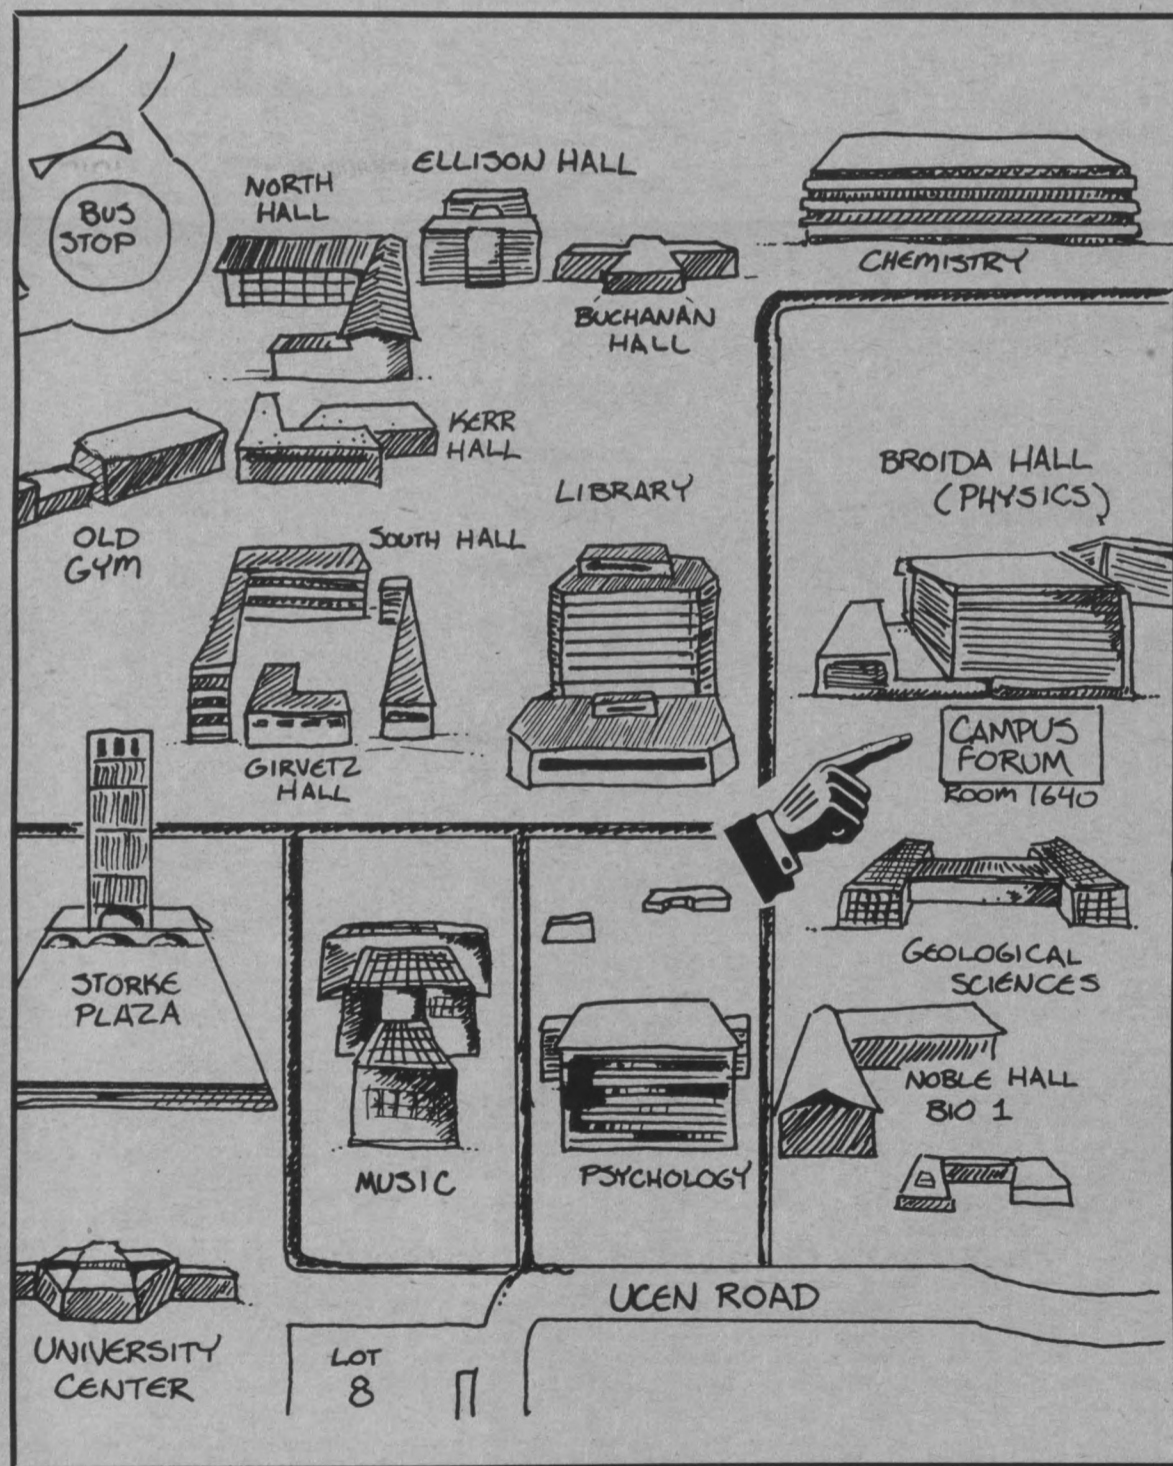 ELLISON HALL
NORTH
HALL
BUS
STOP
CHEMISTRY
BUCHANAN
HALL
KERR
HALL
BROIDA HALL
(PHYSICS)
LIBRARY
OLD
GYM
SOUTH HALL
CAMPUS
FORUM
ROOM 1640
GIRVETZ
HALL
GEOLOGICAL
SCIENCES
STORKE
PLAZA
NOBLE HALL
BIO 1
MUSIC
PSYCHOLOGY
UCEN ROAD
UNIVERSITY
CENTER
LOT
8